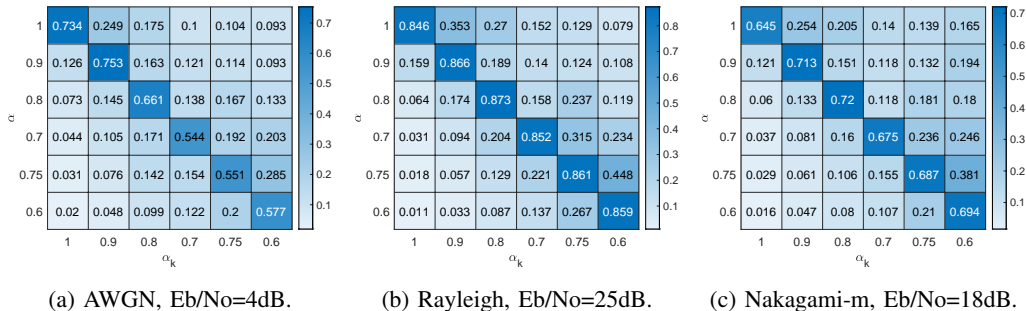 1 0.734 0.249 0.175 0.1 0.104 0.093
0.9 0.126 0.753 0.163 0.121 0.114 0.093
0.8 0.073 0.145 0.661 0.138 0.167 0.133
0.7 0.044 0.105 0.171 0.544 0.192 0.203
0.75 0.031 0.076 0.142 0.154 0.551 0.285
0.6 0.02 0.048 0.099 0.122 0.2 0.577
1 0.9 0.8 0.7 0.75 0.6
α
α_k
0.7
0.6
0.5
0.4
0.3
0.2
0.1
(a) AWGN, Eb/No=4dB.
1 0.846 0.353 0.27 0.152 0.129 0.079
0.9 0.159 0.866 0.189 0.14 0.124 0.108
0.8 0.064 0.174 0.873 0.158 0.237 0.119
0.7 0.031 0.094 0.204 0.852 0.315 0.234
0.75 0.018 0.057 0.129 0.221 0.861 0.448
0.6 0.011 0.033 0.087 0.137 0.267 0.859
1 0.9 0.8 0.7 0.75 0.6
α
α_k
0.8
0.7
0.6
0.5
0.4
0.3
0.2
0.1
(b) Rayleigh, Eb/No=25dB.
1 0.645 0.254 0.205 0.14 0.139 0.165
0.9 0.121 0.713 0.151 0.118 0.132 0.194
0.8 0.06 0.133 0.72 0.118 0.181 0.18
0.7 0.037 0.081 0.16 0.675 0.236 0.246
0.75 0.029 0.061 0.106 0.155 0.687 0.381
0.6 0.016 0.047 0.08 0.107 0.21 0.694
1 0.9 0.8 0.7 0.75 0.6
α
α_k
0.7
0.6
0.5
0.4
0.3
0.2
0.1
(c) Nakagami-m, Eb/No=18dB.